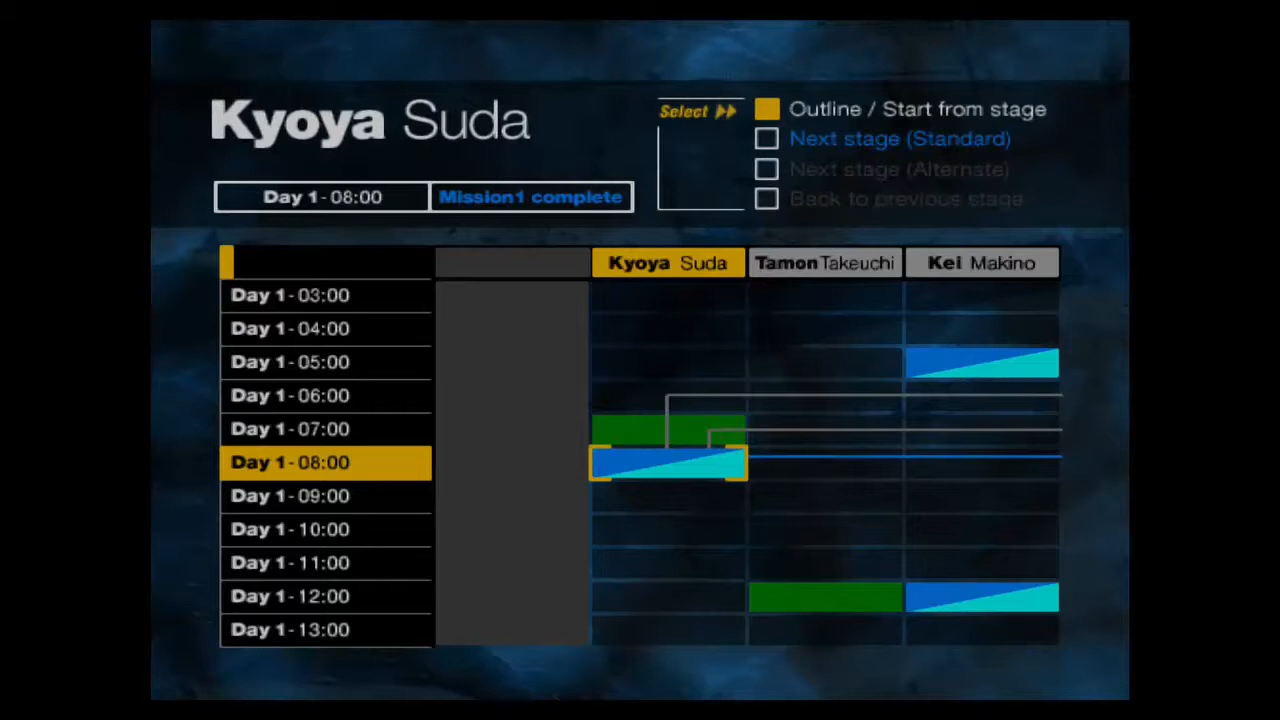 Kyoya Suda
Select
Outline / Start from stage
Next stage (Standard)
Next stage (Alternate)
Back to previous stage
Day 1 - 08:00
Mission1 complete
Kyoya Suda
Tamon Takeuchi
Kei Makino
Day 1 - 03:00
Day 1 - 04:00
Day 1 - 05:00
Day 1 - 06:00
Day 1 - 07:00
Day 1 - 08:00
Day 1 - 09:00
Day 1 - 10:00
Day 1 - 11:00
Day 1 - 12:00
Day 1 - 13:00